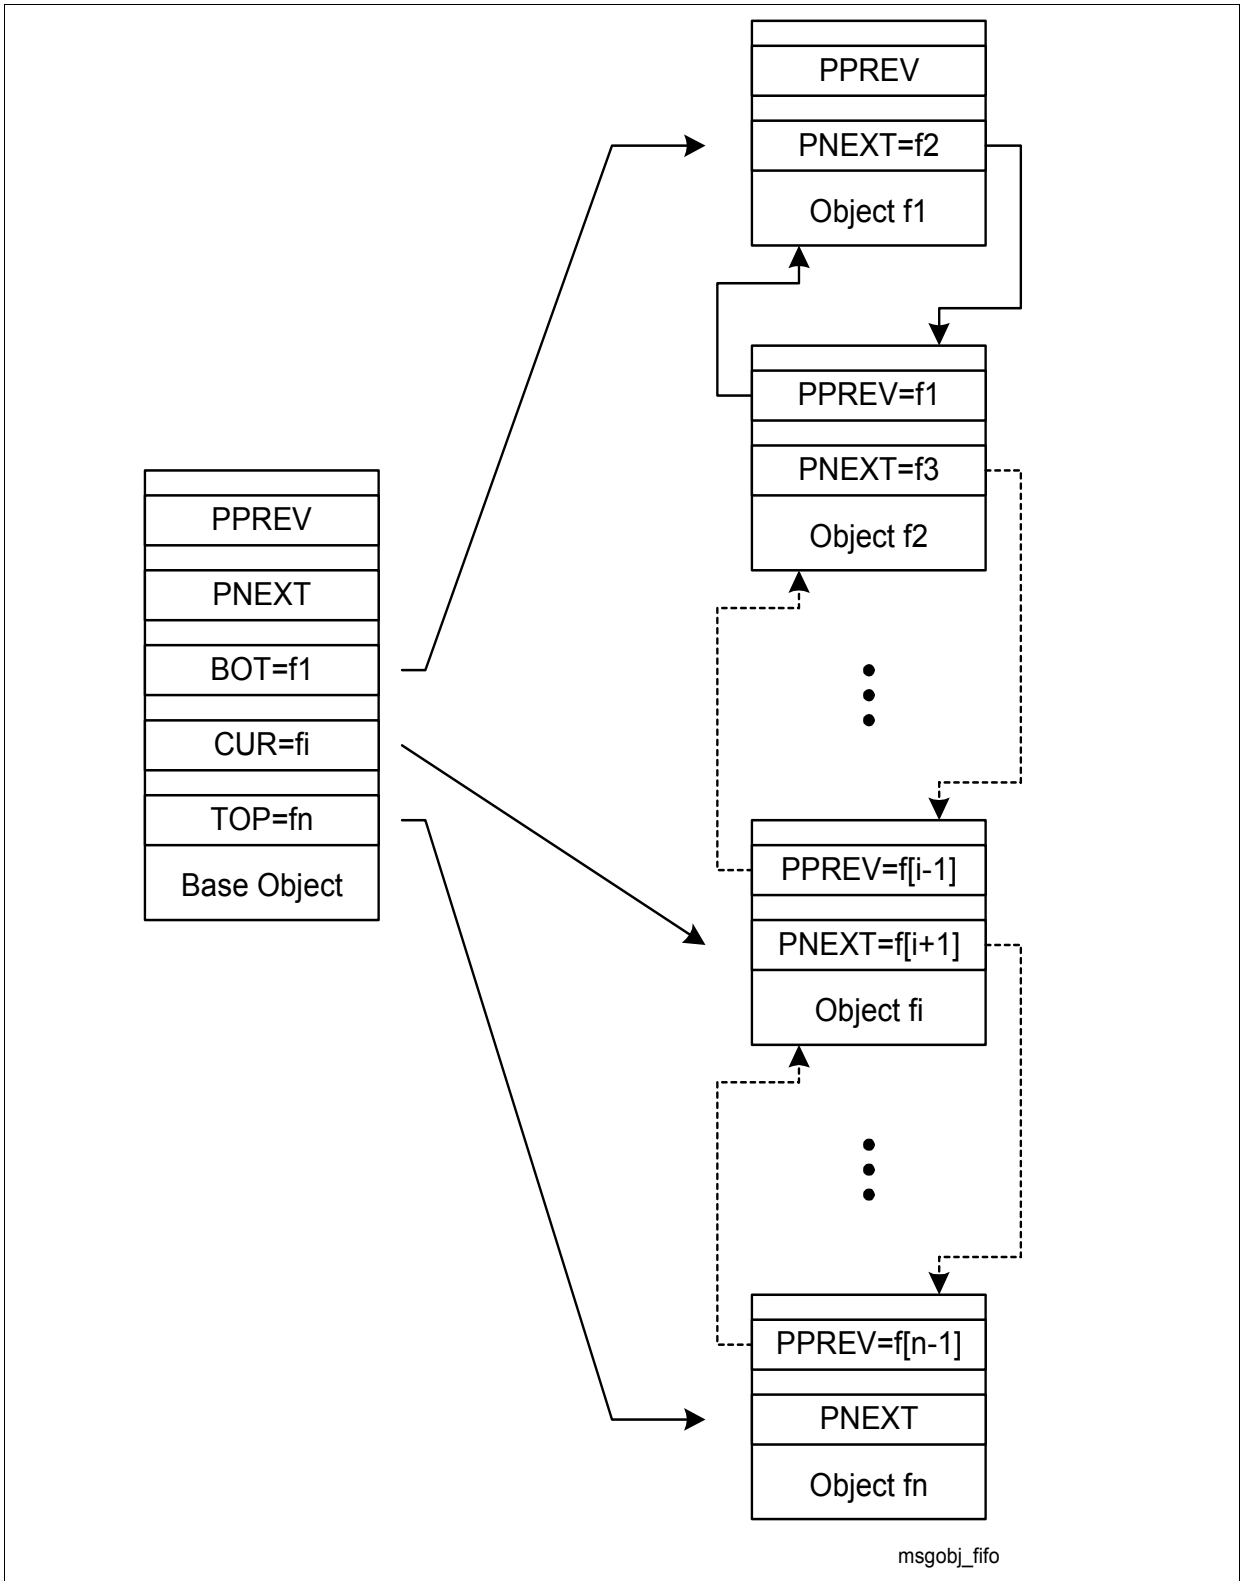 PPREV
PNEXT=f2
Object f1
PPREV=f1
PNEXT=f3
Object f2
PPREV
PNEXT
BOT=f1
CUR=fi
TOP=fn
Base Object
PPREV=f[i-1]
PNEXT=f[i+1]
Object fi
PPREV=f[n-1]
PNEXT
Object fn
msgobj_fifo